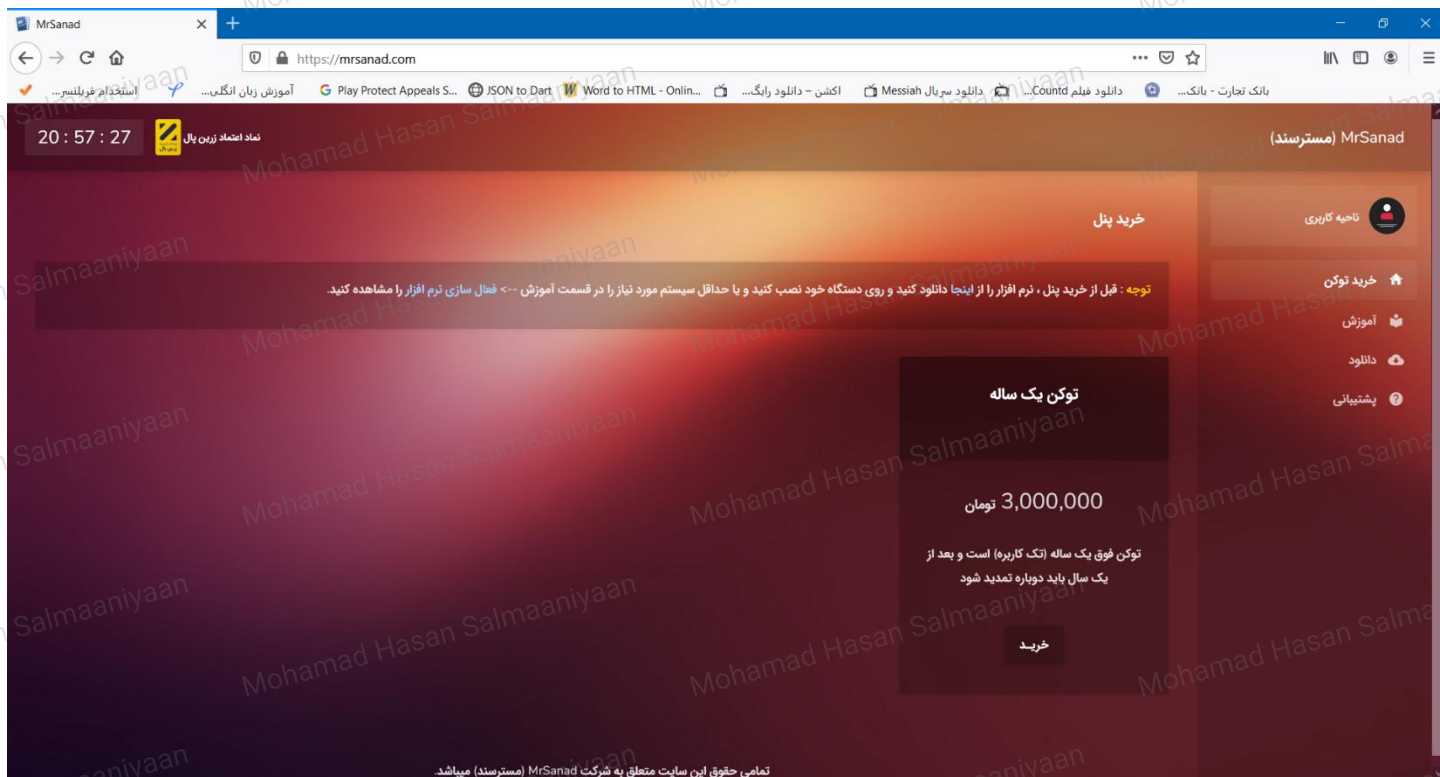 MrSanad
https://mrsanad.com
استخدام فریلنسر...
آموزش زبان انگلی...
Play Protect Appeals S...
JSON to Dart
Word to HTML - Onlin...
اکشن – دانلود رایگ...
دانلود سریال Messiah
دانلود فیلم Countd...
بانک تجارت - بانک...
20 : 57 : 27
زرین پال
نماد اعتماد زرین پال
MrSanad (مسترسند)
ناحیه کاربری
خرید توکن
آموزش
دانلود
پشتیبانی
خرید پنل
توجه : قبل از خرید پنل ، نرم افزار را از اینجا دانلود کنید و روی دستگاه خود نصب کنید و یا حداقل سیستم مورد نیاز را در قسمت آموزش --> فعال سازی نرم افزار را مشاهده کنید.
توکن یک ساله
3,000,000 تومان
توکن فوق یک ساله (تک کاربره) است و بعد از
یک سال باید دوباره تمدید شود
خریـد
تمامی حقوق این سایت متعلق به شرکت MrSanad (مسترسند) میباشد.
Mohamad Hasan Salmaaniyaan